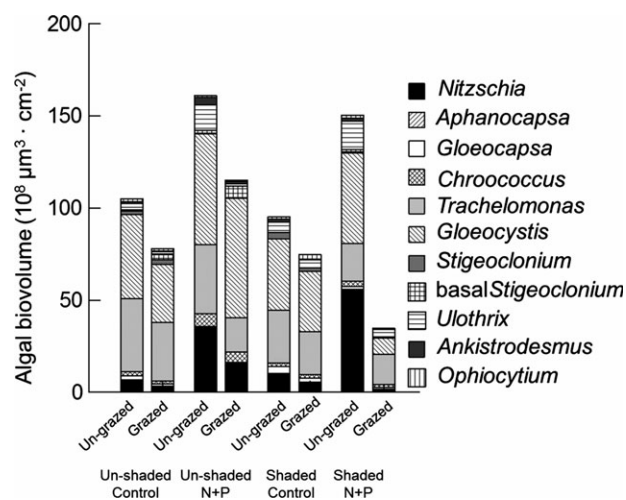 200
150
100
50
0
Algal biovolume (10⁸ µm³ · cm⁻²)
Nitzschia
Aphanocapsa
Gloeocapsa
Chroococcus
Trachelomonas
Gloeocystis
Stigeoclonium
basalStigeoclonium
Ulothrix
Ankistrodesmus
Ophiocytium
Un-grazed
Grazed
Un-grazed
Grazed
Un-grazed
Grazed
Un-grazed
Grazed
Un-shaded
Control
Un-shaded
N+P
Shaded
Control
Shaded
N+P